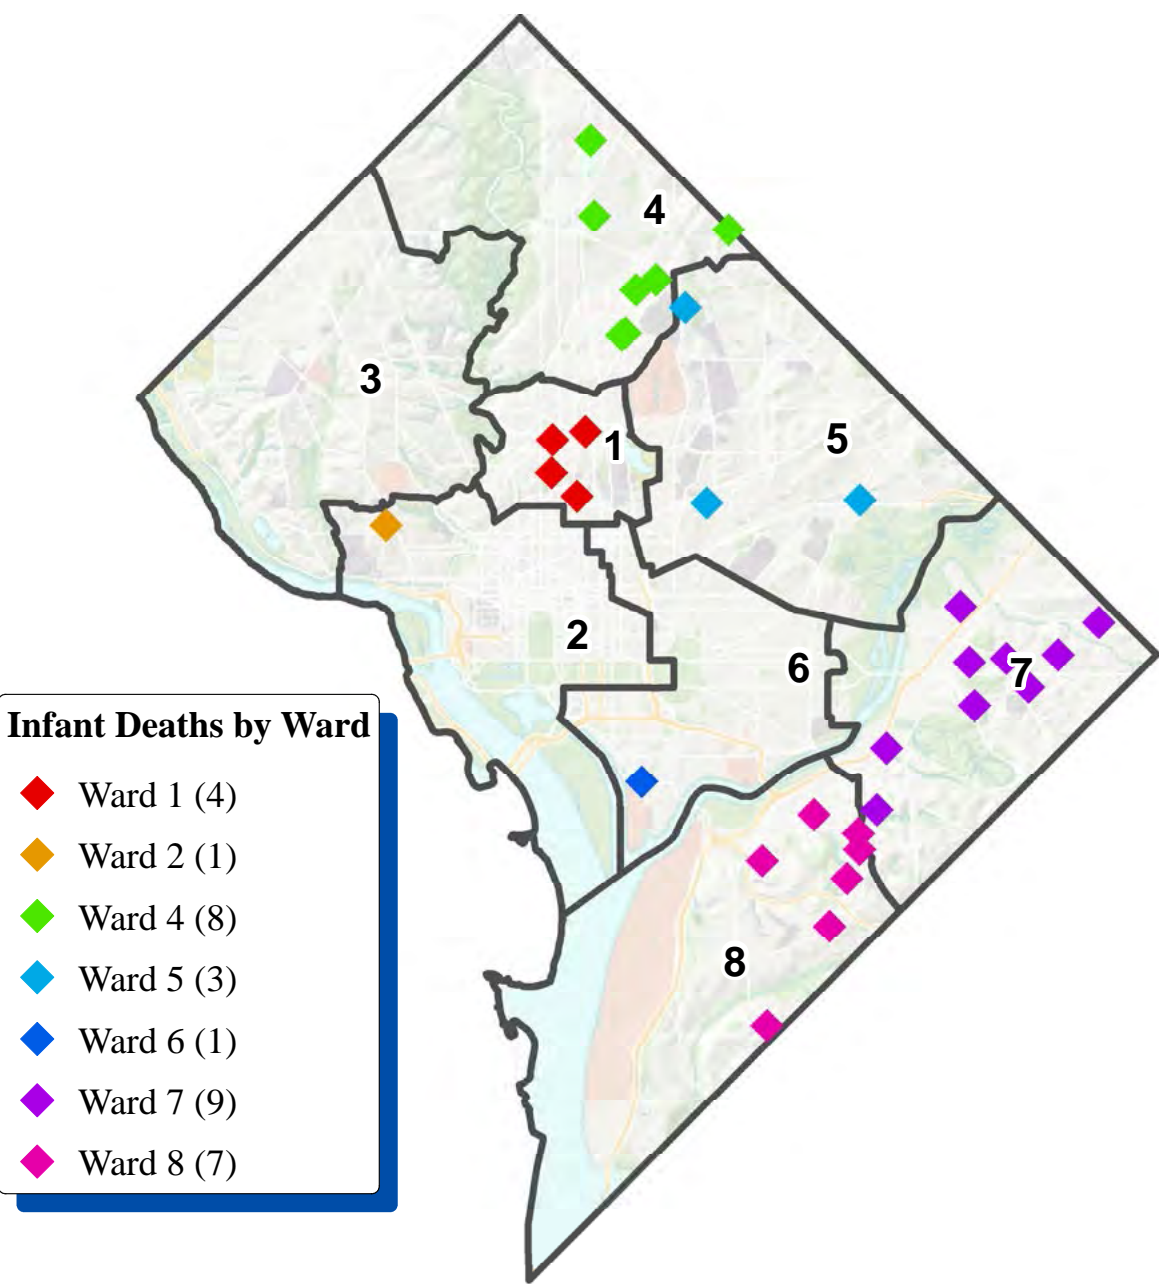 4
3
1
5
2
6
7
8
Infant Deaths by Ward
Ward 1 (4)
Ward 2 (1)
Ward 4 (8)
Ward 5 (3)
Ward 6 (1)
Ward 7 (9)
Ward 8 (7)